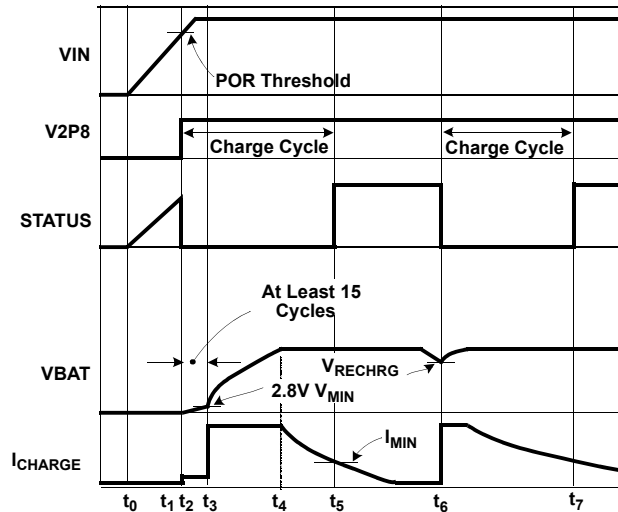 VIN
POR Threshold
V2P8
Charge Cycle
Charge Cycle
STATUS
At Least 15
Cycles
VBAT
VRECHRG
2.8V VMIN
ICHARGE
IMIN
t0 t1 t2 t3 t4 t5 t6 t7